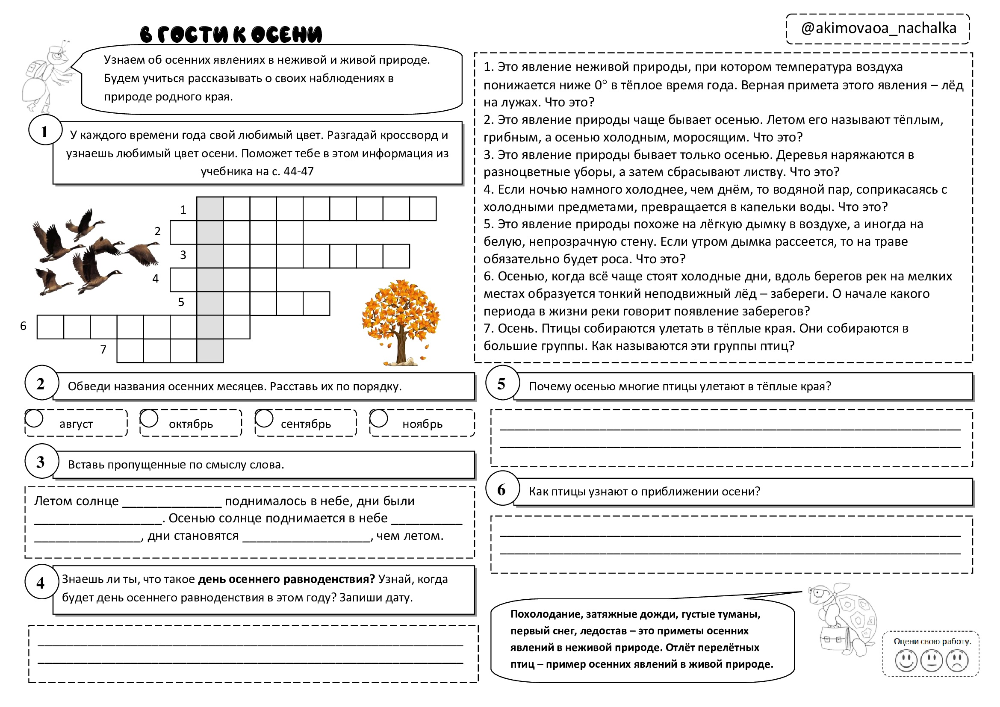 В ГОСТИ К ОСЕНИ
@akimovaoa_nachalka
Узнаем об осенних явлениях в неживой и живой природе.
Будем учиться рассказывать о своих наблюдениях в
природе родного края.
1
У каждого времени года свой любимый цвет. Разгадай кроссворд и
узнаешь любимый цвет осени. Поможет тебе в этом информация из
учебника на с. 44-47
1
2
3
4
5
6
7
1. Это явление неживой природы, при котором температура воздуха
понижается ниже 0° в тёплое время года. Верная примета этого явления – лёд
на лужах. Что это?
2. Это явление природы чаще бывает осенью. Летом его называют тёплым,
грибным, а осенью холодным, моросящим. Что это?
3. Это явление природы бывает только осенью. Деревья наряжаются в
разноцветные уборы, а затем сбрасывают листву. Что это?
4. Если ночью намного холоднее, чем днём, то водяной пар, соприкасаясь с
холодными предметами, превращается в капельки воды. Что это?
5. Это явление природы похоже на лёгкую дымку в воздухе, а иногда на
белую, непрозрачную стену. Если утром дымка рассеется, то на траве
обязательно будет роса. Что это?
6. Осенью, когда всё чаще стоят холодные дни, вдоль берегов рек на мелких
местах образуется тонкий неподвижный лёд – забереги. О начале какого
периода в жизни реки говорит появление заберегов?
7. Осень. Птицы собираются улетать в тёплые края. Они собираются в
большие группы. Как называются эти группы птиц?
2
Обведи названия осенних месяцев. Расставь их по порядку.
август
октябрь
сентябрь
ноябрь
3
Вставь пропущенные по смыслу слова.
Летом солнце ______________ поднималось в небе, дни были
__________________. Осенью солнце поднимается в небе __________
_______________, дни становятся __________________, чем летом.
4
Знаешь ли ты, что такое день осеннего равноденствия? Узнай, когда
будет день осеннего равноденствия в этом году? Запиши дату.
5
Почему осенью многие птицы улетают в тёплые края?
6
Как птицы узнают о приближении осени?
Похолодание, затяжные дожди, густые туманы,
первый снег, ледостав – это приметы осенних
явлений в неживой природе. Отлёт перелётных
птиц – пример осенних явлений в живой природе.
Оцени свою работу.